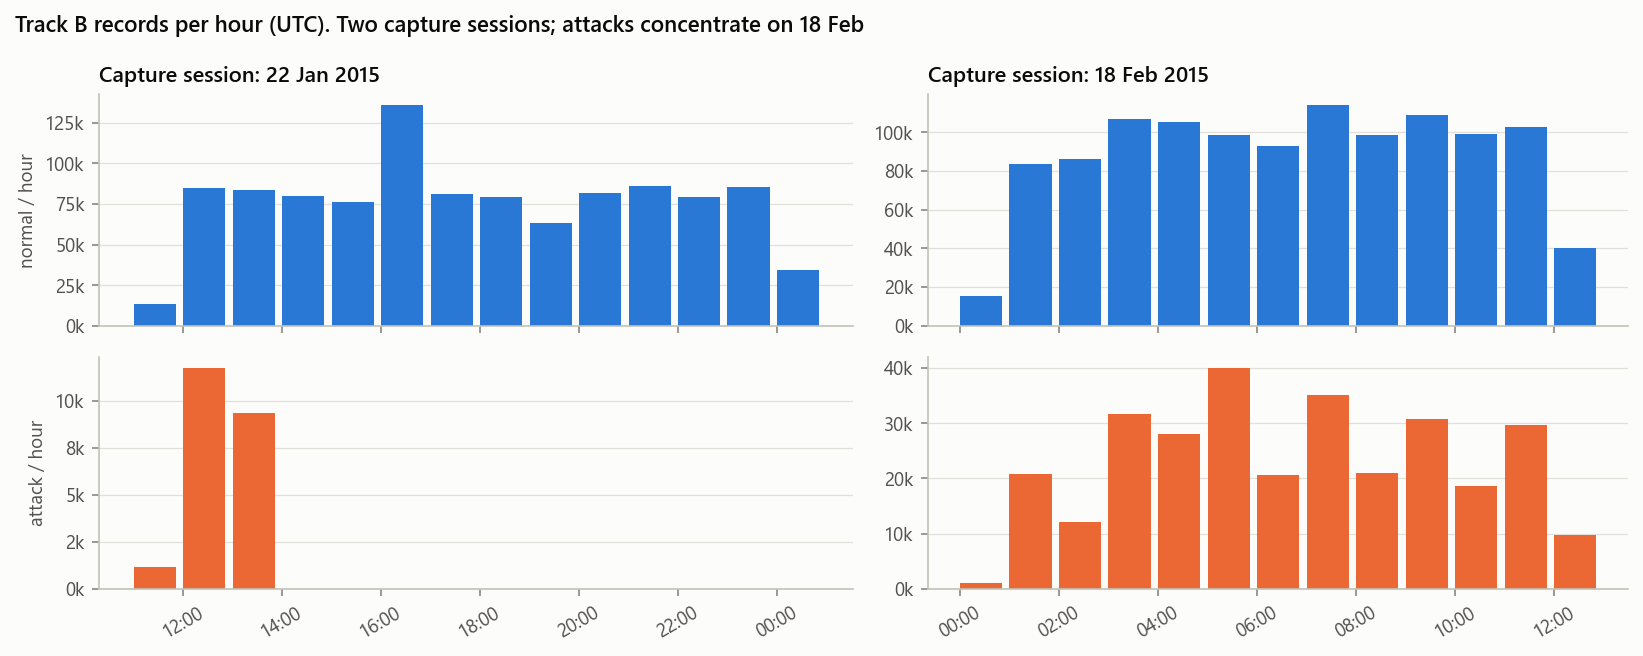 Track B records per hour (UTC). Two capture sessions; attacks concentrate on 18 Feb
Capture session: 22 Jan 2015
normal / hour
125k
100k
75k
50k
25k
0k
Capture session: 18 Feb 2015
100k
80k
60k
40k
20k
0k
attack / hour
10k
8k
5k
2k
0k
12:00
14:00
16:00
18:00
20:00
22:00
00:00
40k
30k
20k
10k
0k
00:00
02:00
04:00
06:00
08:00
10:00
12:00